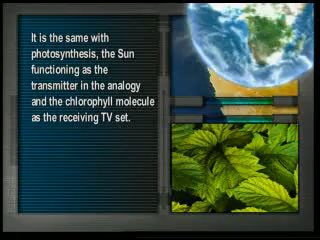 It is the same with
photosynthesis, the Sun
functioning as the
transmitter in the analogy
and the chlorophyll molecule
as the receiving TV set.